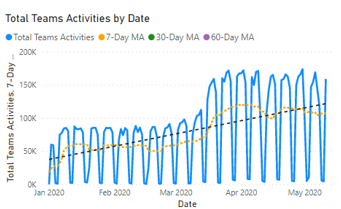 Total Teams Activities by Date
Total Teams Activities 7-Day MA 30-Day MA 60-Day MA
Total Teams Activities, 7-Day ...
200K
150K
100K
50K
0K
Jan 2020 Feb 2020 Mar 2020 Apr 2020 May 2020
Date